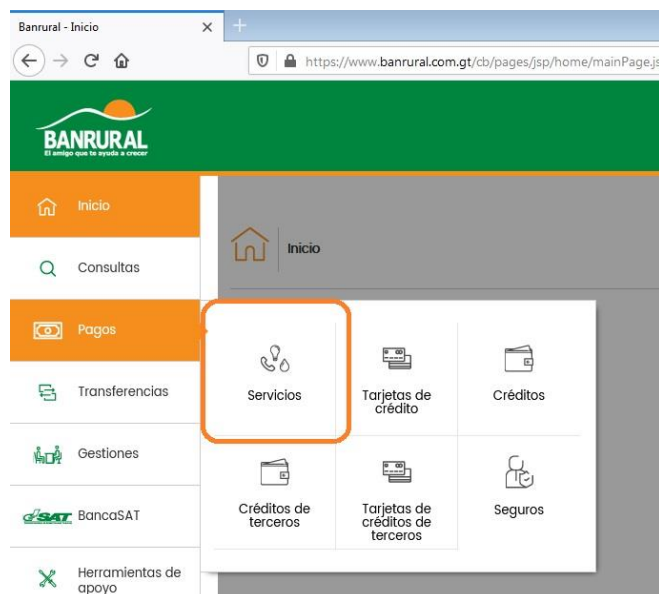 Banrural - Inicio
https://www.banrural.com.gt/cb/pages/jsp/home/mainPage.js
BANRURAL
El amigo que te ayuda a crecer
Inicio
Inicio
Consultas
Pagos
Servicios
Tarjetas de
crédito
Créditos
Transferencias
Gestiones
Créditos de
terceros
Tarjetas de
créditos de
terceros
Seguros
SAT BancaSAT
Herramientas de
apoyo